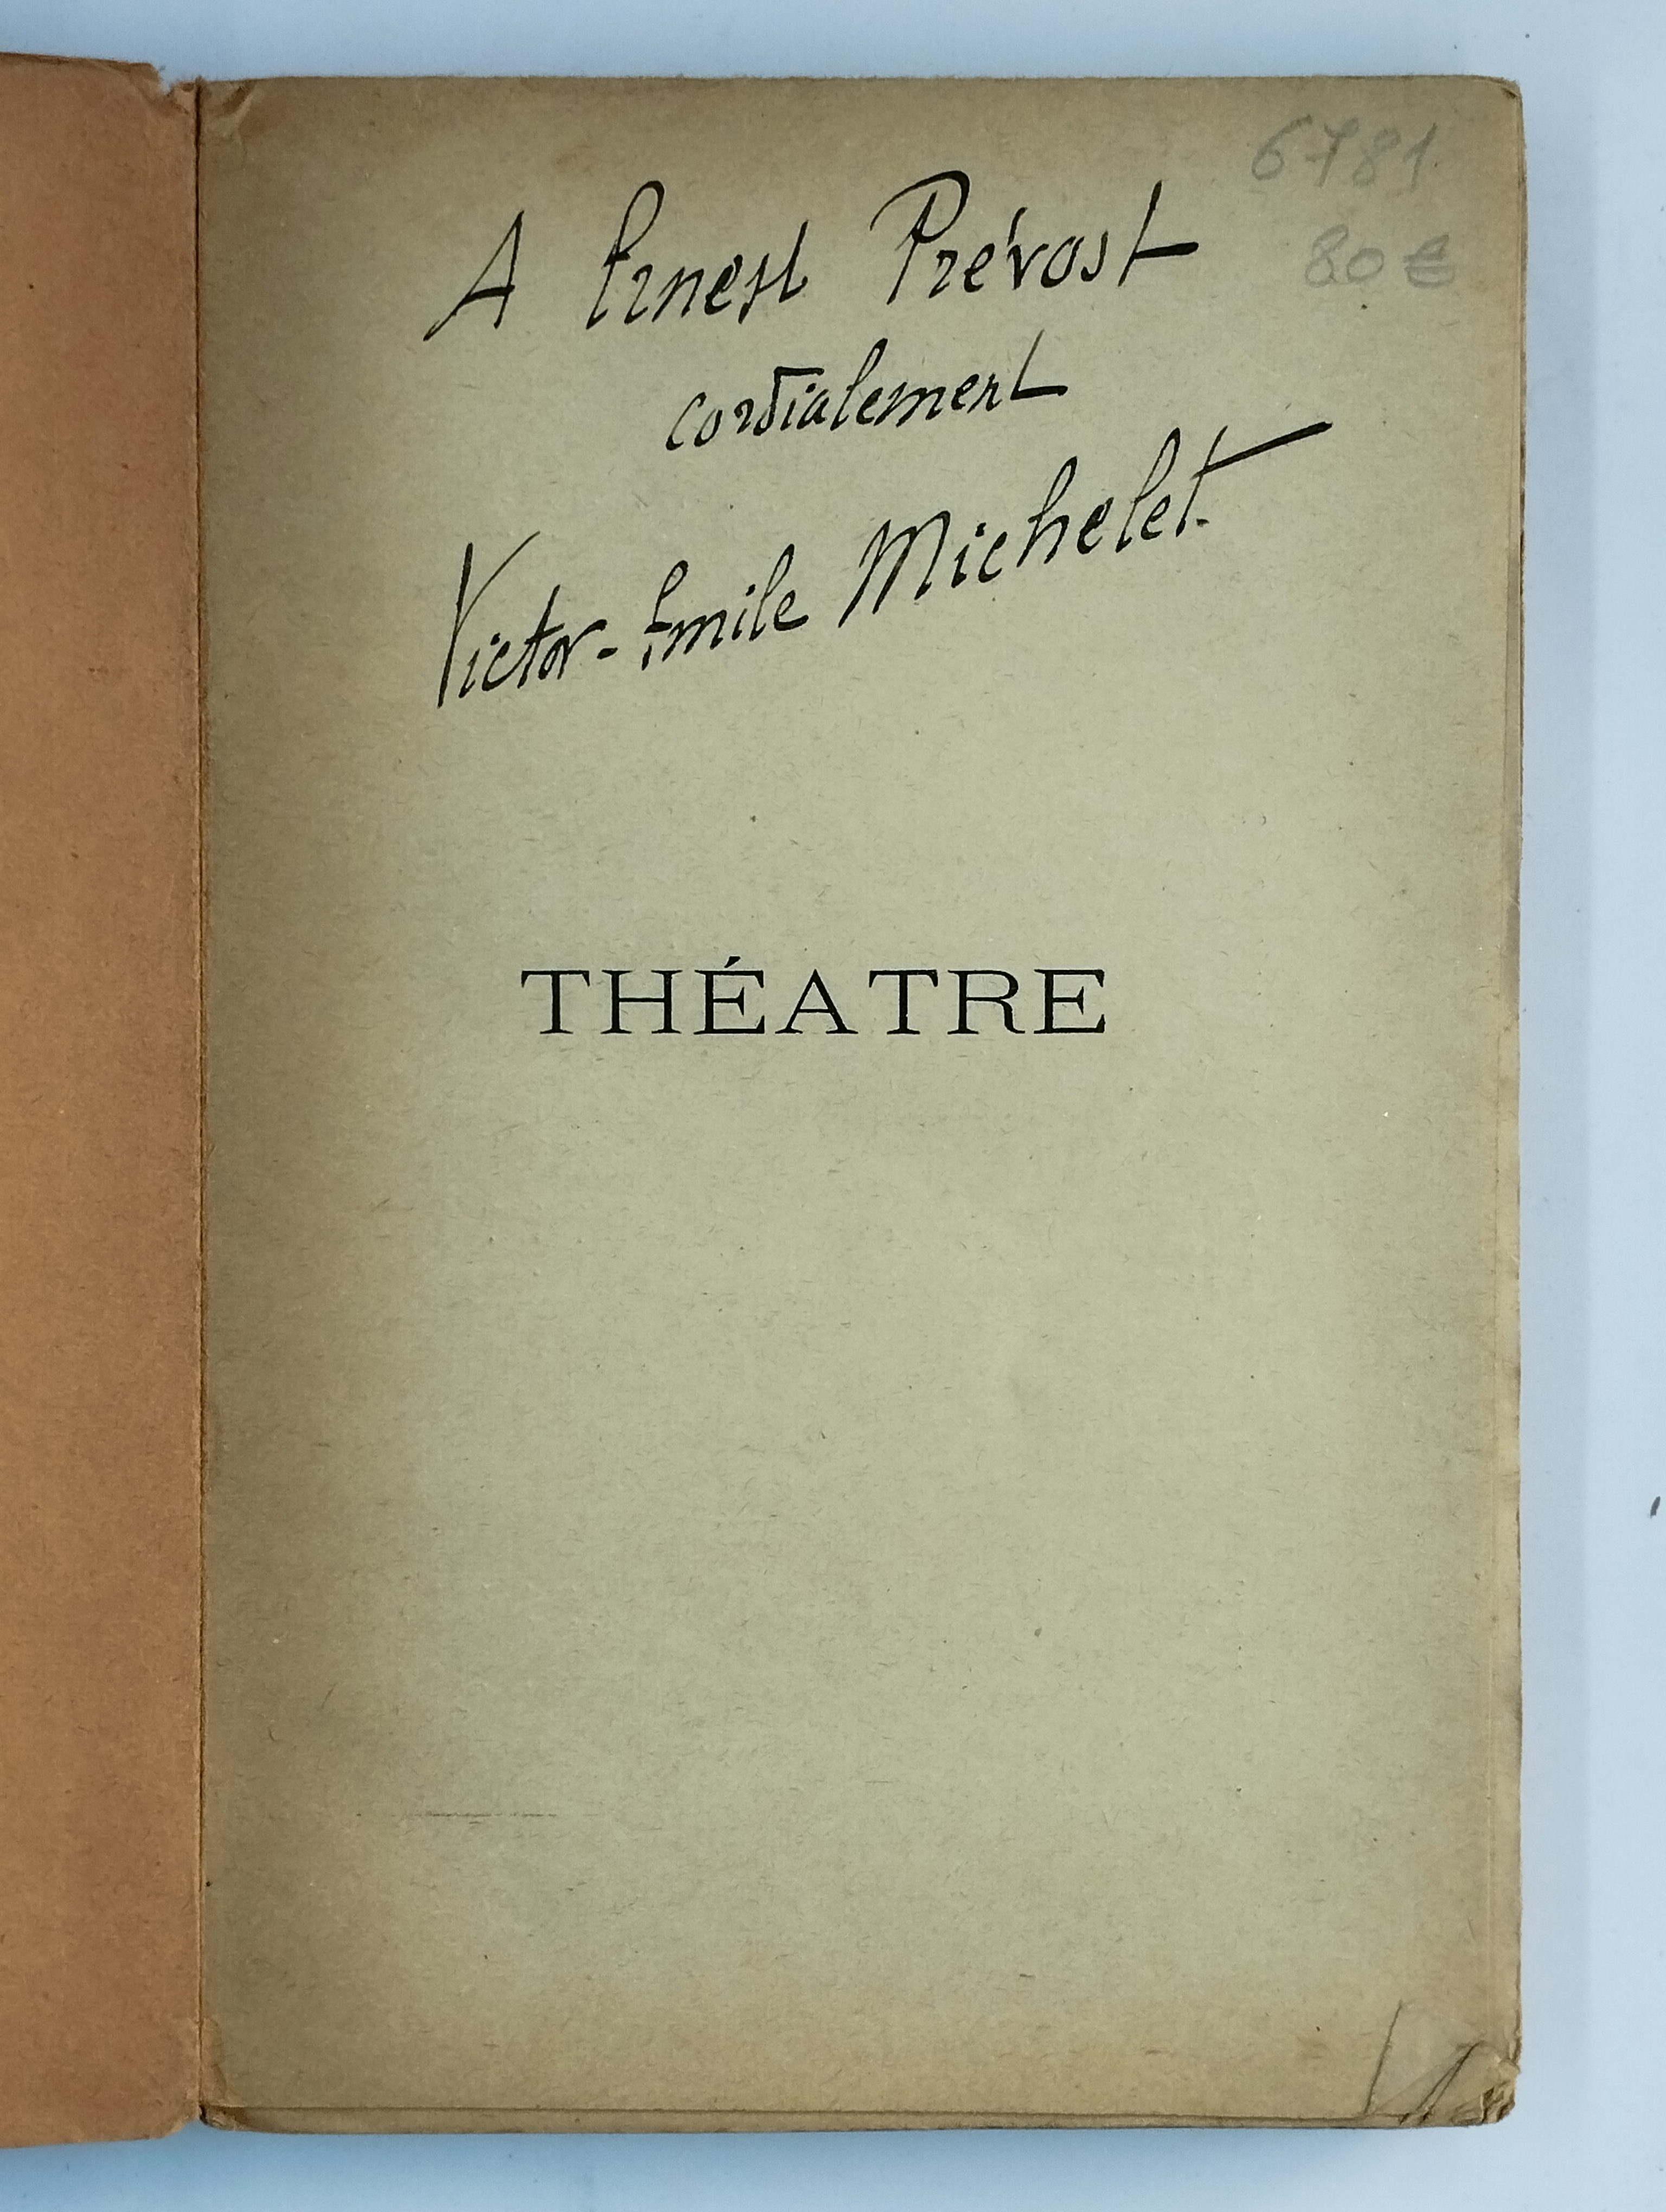 6781
80 €
A Ernest Prévost
cordialement
Victor-Emile Michelet
THÉATRE